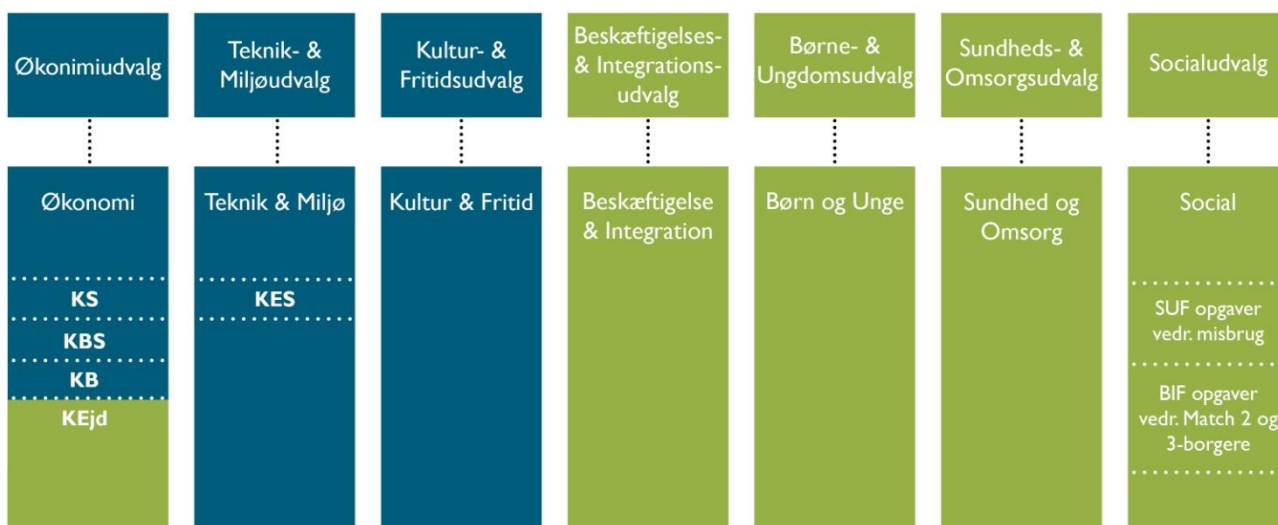 Økonimiudvalg
Teknik- &
Miljøudvalg
Kultur- &
Fritidsudvalg
Beskæftigelses-
& Integrations-
udvalg
Børne- &
Ungdomsudvalg
Sundheds- &
Omsorgsudvalg
Socialudvalg
Økonomi
KS
KBS
KB
KEjd
Teknik & Miljø
KES
Kultur & Fritid
Beskæftigelse
& Integration
Børn og Unge
Sundhed og
Omsorg
Social
SUF opgaver
vedr. misbrug
BIF opgaver
vedr. Match 2 og
3-borgere